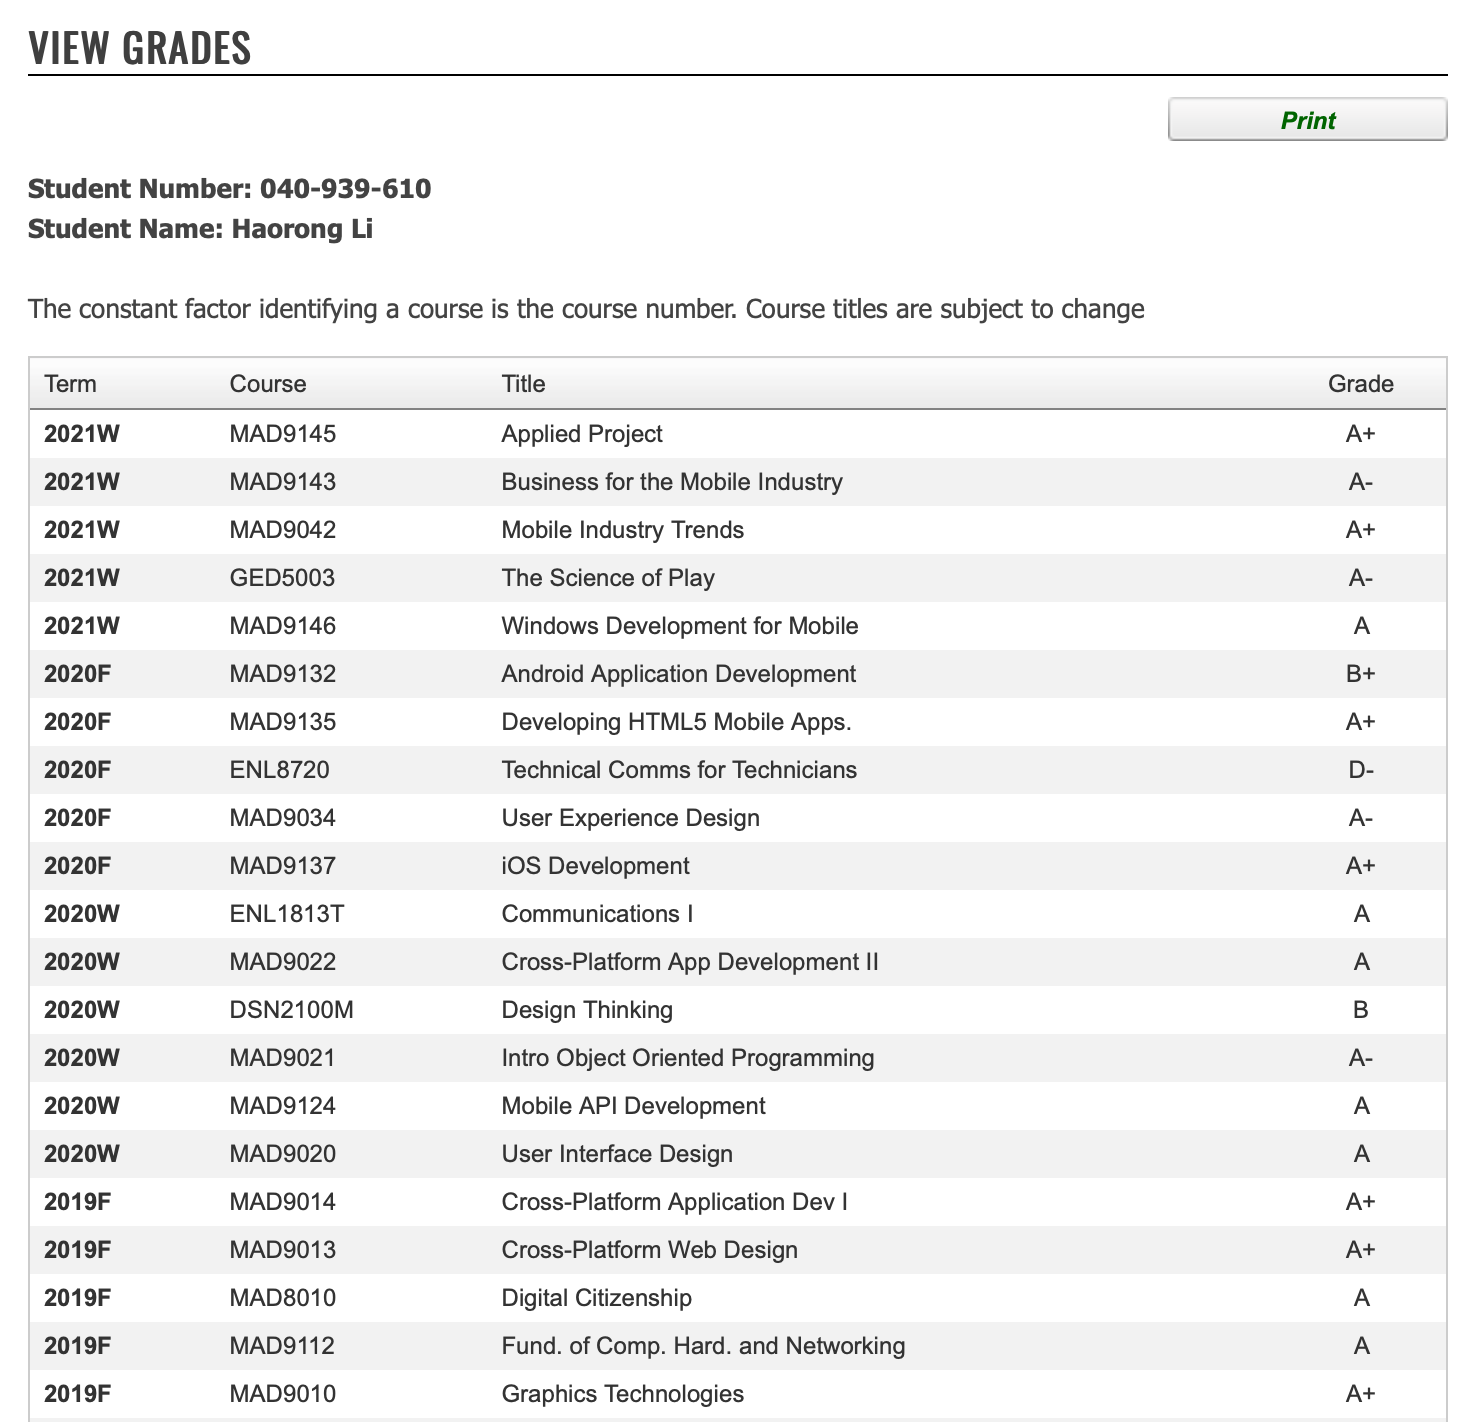 VIEW GRADES
Print
Student Number: 040-939-610
Student Name: Haorong Li
The constant factor identifying a course is the course number. Course titles are subject to change
Term Course Title Grade
2021W MAD9145 Applied Project A+
2021W MAD9143 Business for the Mobile Industry A-
2021W MAD9042 Mobile Industry Trends A+
2021W GED5003 The Science of Play A-
2021W MAD9146 Windows Development for Mobile A
2020F MAD9132 Android Application Development B+
2020F MAD9135 Developing HTML5 Mobile Apps. A+
2020F ENL8720 Technical Comms for Technicians D-
2020F MAD9034 User Experience Design A-
2020F MAD9137 iOS Development A+
2020W ENL1813T Communications I A
2020W MAD9022 Cross-Platform App Development II A
2020W DSN2100M Design Thinking B
2020W MAD9021 Intro Object Oriented Programming A-
2020W MAD9124 Mobile API Development A
2020W MAD9020 User Interface Design A
2019F MAD9014 Cross-Platform Application Dev I A+
2019F MAD9013 Cross-Platform Web Design A+
2019F MAD8010 Digital Citizenship A
2019F MAD9112 Fund. of Comp. Hard. and Networking A
2019F MAD9010 Graphics Technologies A+